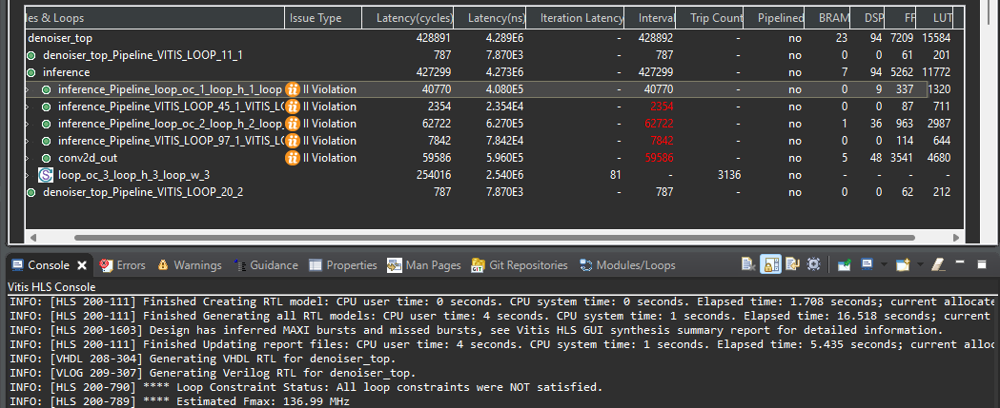 les & Loops Issue Type Latency(cycles) Latency(ns) Iteration Latency Interval Trip Count Pipelined BRAM DSP FF LUT
denoiser_top 428891 4.289E6 - 428892 - no 23 94 7209 15584
denoiser_top_Pipeline_VITIS_LOOP_11_1 787 7.870E3 - 787 - no 0 0 61 201
inference 427299 4.273E6 - 427299 - no 7 94 5262 11772
inference_Pipeline_loop_oc_1_loop_h_1_loop II Violation 40770 4.080E5 - 40770 - no 0 9 337 1320
inference_Pipeline_VITIS_LOOP_45_1_VITIS_LO II Violation 2354 2.354E4 - 2354 - no 0 0 87 711
inference_Pipeline_loop_oc_2_loop_h_2_loop_ II Violation 62722 6.270E5 - 62722 - no 1 36 963 2987
inference_Pipeline_VITIS_LOOP_97_1_VITIS_LO II Violation 7842 7.842E4 - 7842 - no 0 0 114 644
conv2d_out II Violation 59586 5.960E5 - 59586 - no 5 48 3541 4680
loop_oc_3_loop_h_3_loop_w_3 254016 2.540E6 81 - 3136 no - - - -
denoiser_top_Pipeline_VITIS_LOOP_20_2 787 7.870E3 - 787 - no 0 0 62 212
Console Errors Warnings Guidance Properties Man Pages Git Repositories Modules/Loops
Vitis HLS Console
INFO: [HLS 200-111] Finished Creating RTL model: CPU user time: 0 seconds. CPU system time: 0 seconds. Elapsed time: 1.708 seconds; current allocate
INFO: [HLS 200-111] Finished Generating all RTL models: CPU user time: 4 seconds. CPU system time: 1 seconds. Elapsed time: 16.518 seconds; current
INFO: [HLS 200-1603] Design has inferred MAXI bursts and missed bursts, see Vitis HLS GUI synthesis summary report for detailed information.
INFO: [HLS 200-111] Finished Updating report files: CPU user time: 4 seconds. CPU system time: 1 seconds. Elapsed time: 5.435 seconds; current alloc
INFO: [VHDL 208-304] Generating VHDL RTL for denoiser_top.
INFO: [VLOG 209-307] Generating Verilog RTL for denoiser_top.
INFO: [HLS 200-790] **** Loop Constraint Status: All loop constraints were NOT satisfied.
INFO: [HLS 200-789] **** Estimated Fmax: 136.99 MHz